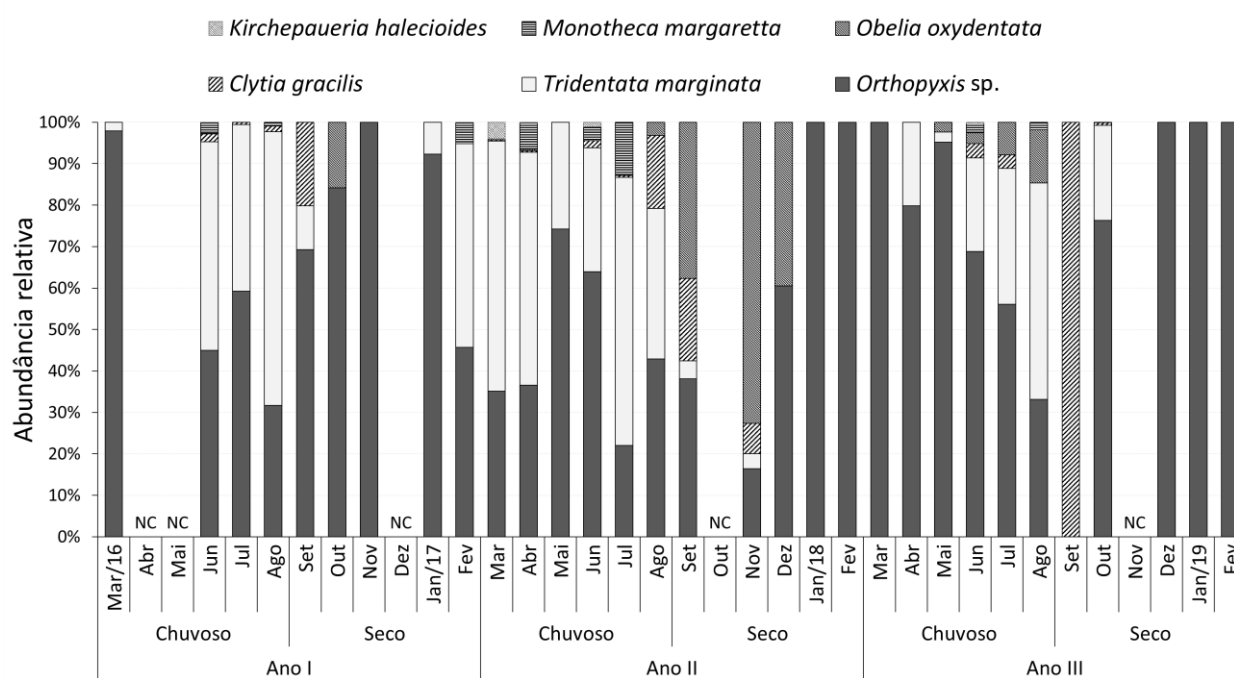 Kirchepaueria halecioides Monotheca margaretta Obelia oxydentata
Clytia gracilis Tridentata marginata Orthopyxis sp.
Abundância relativa
100%
90%
80%
70%
60%
50%
40%
30%
20%
10%
0%
NC NC NC NC NC
Mar/16 Abr Mai Jun Jul Ago Set Out Nov Dez Jan/17 Fev Mar Abr Mai Jun Jul Ago Set Out Nov Dez Jan/18 Fev Mar Abr Mai Jun Jul Ago Set Out Nov Dez Jan/19 Fev
Chuvoso Seco Chuvoso Seco Chuvoso Seco
Ano I Ano II Ano III